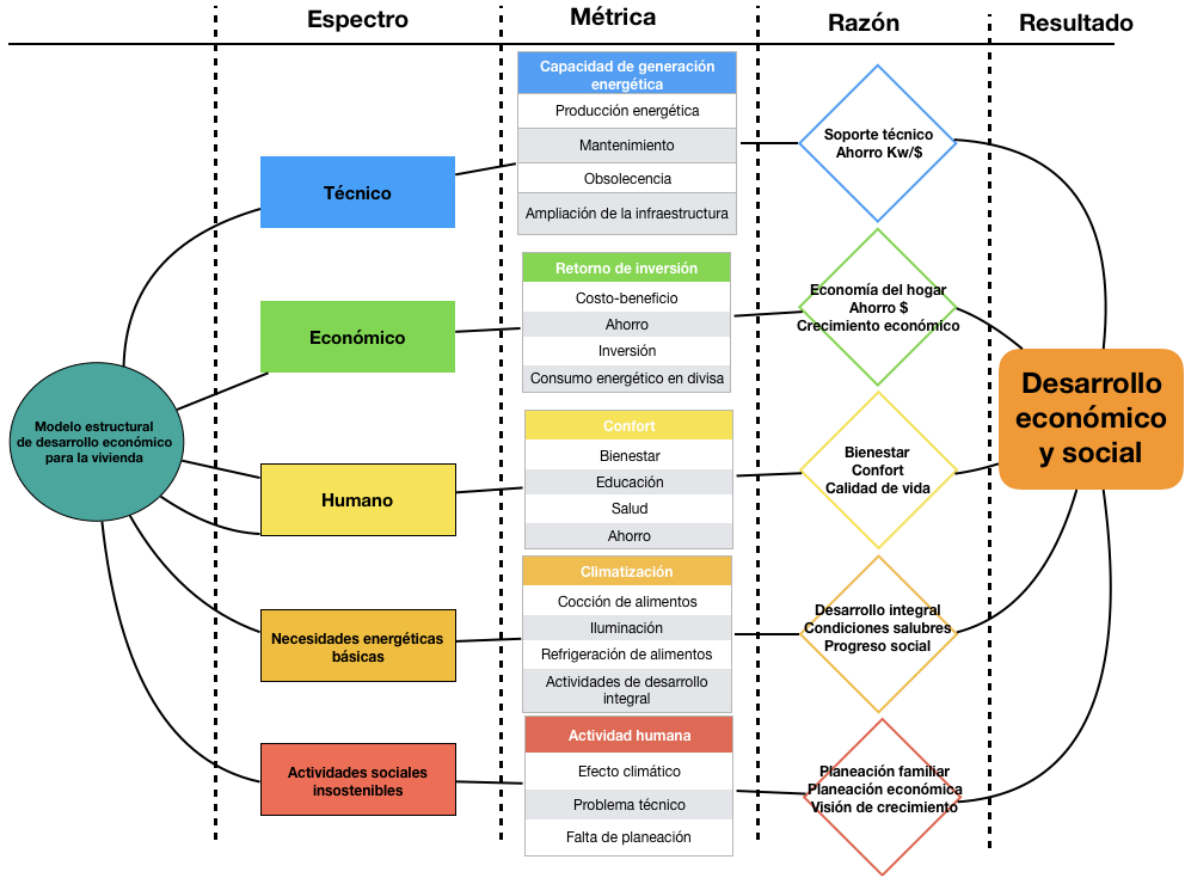 Espectro
Métrica
Razón
Resultado
Modelo estructural
de desarrollo económico
para la vivienda
Técnico
Capacidad de generación
energética
Producción energética
Mantenimiento
Obsolecencia
Ampliación de la infraestructura
Soporte técnico
Ahorro Kw/$
Económico
Retorno de inversión
Costo-beneficio
Ahorro
Inversión
Consumo energético en divisa
Economía del hogar
Ahorro $
Crecimiento económico
Humano
Confort
Bienestar
Educación
Salud
Ahorro
Bienestar
Confort
Calidad de vida
Necesidades energéticas
básicas
Climatización
Cocción de alimentos
Iluminación
Refrigeración de alimentos
Actividades de desarrollo
integral
Desarrollo integral
Condiciones salubres
Progreso social
Actividades sociales
insostenibles
Actividad humana
Efecto climático
Problema técnico
Falta de planeación
Planeación familiar
Planeación económica
Visión de crecimiento
Desarrollo
económico
y social